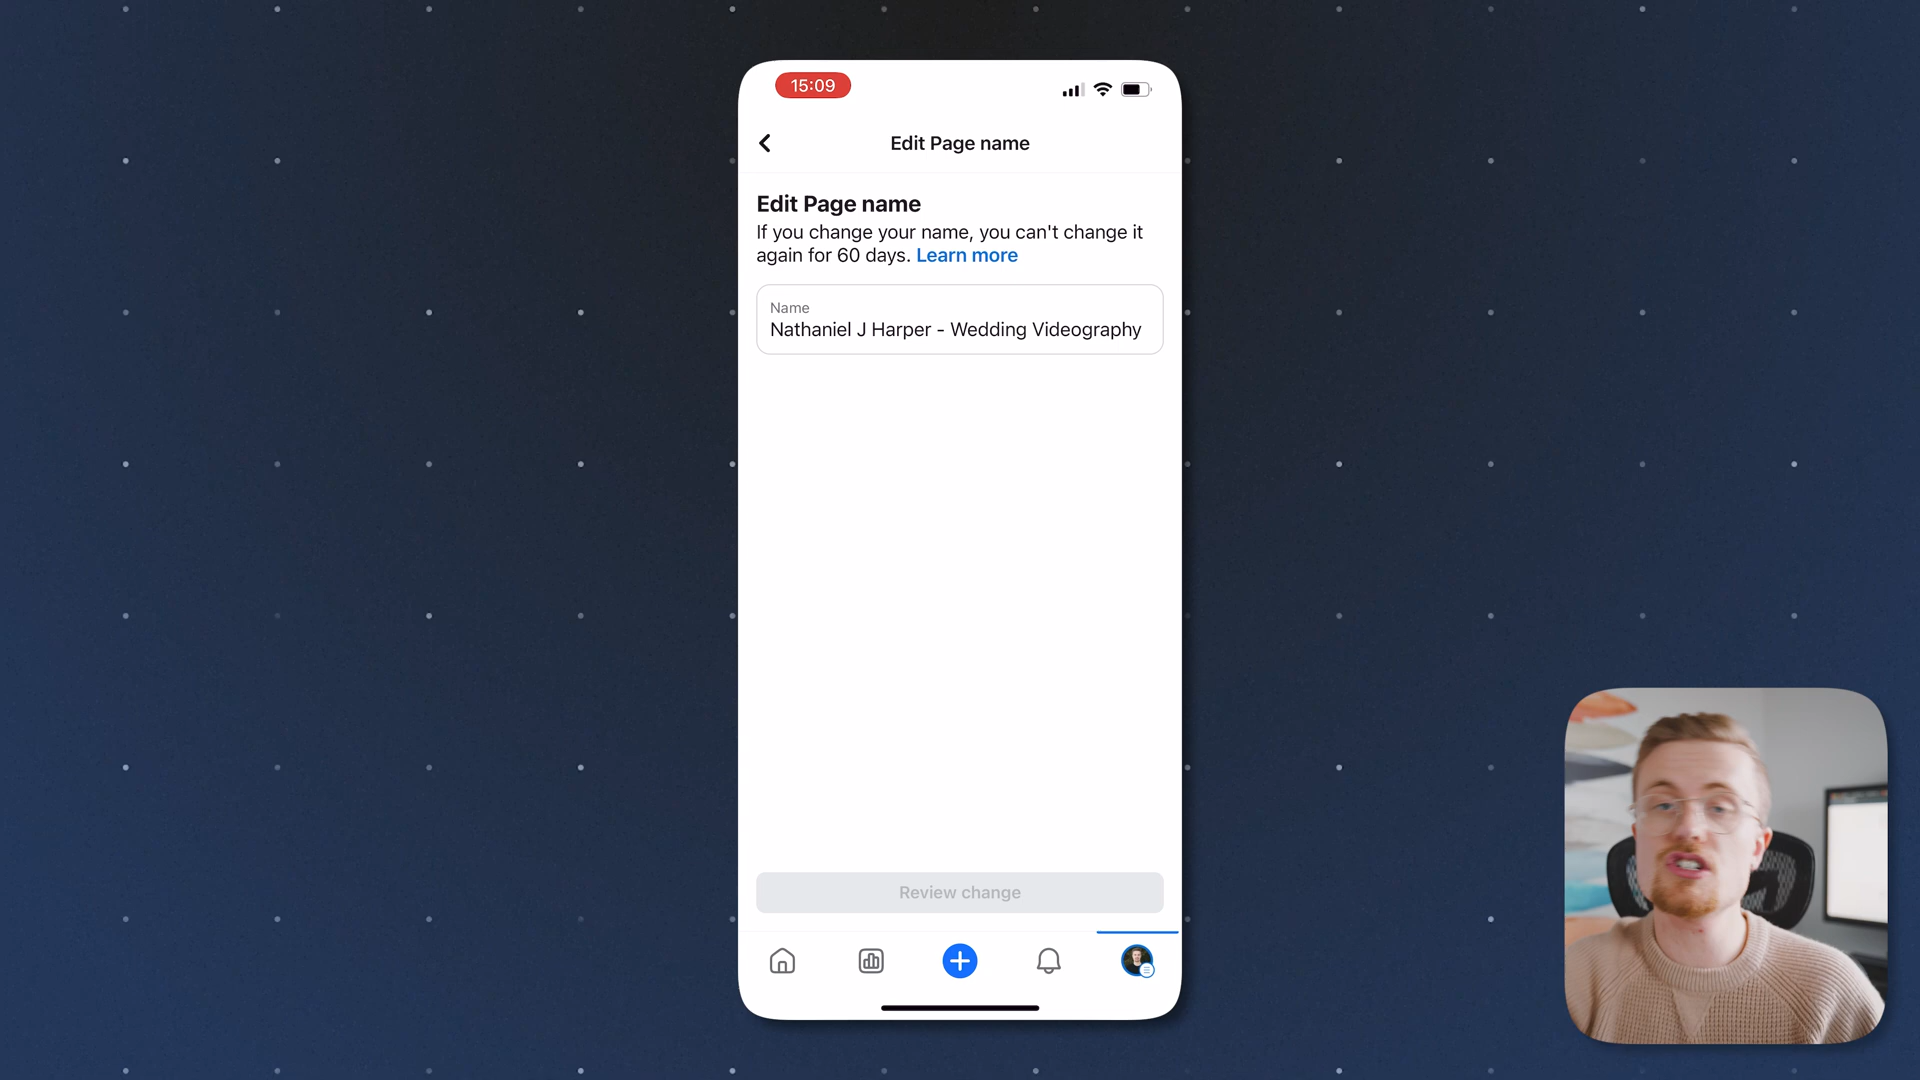 15:09
Edit Page name
Edit Page name
If you change your name, you can't change it
again for 60 days. Learn more
Name
Nathaniel J Harper - Wedding Videography
Review change